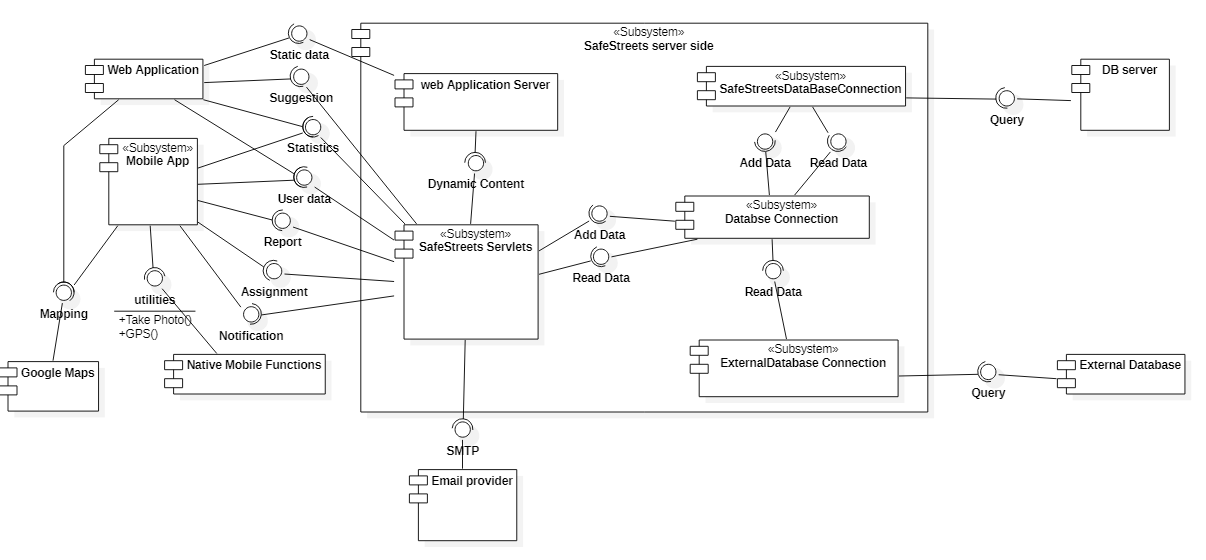 «Subsystem»
SafeStreets server side
Static data
Web Application
Suggestion
web Application Server
«Subsystem»
SafeStreetsDataBaseConnection
DB server
Query
Statistics
«Subsystem»
Mobile App
Add Data
Read Data
Dynamic Content
User data
«Subsystem»
Databse Connection
Report
«Subsystem»
SafeStreets Servlets
Add Data
Read Data
Assignment
Read Data
utilities
+Take Photo()
+GPS()
Mapping
Notification
«Subsystem»
ExternalDatabase Connection
Google Maps
Native Mobile Functions
External Database
Query
SMTP
Email provider